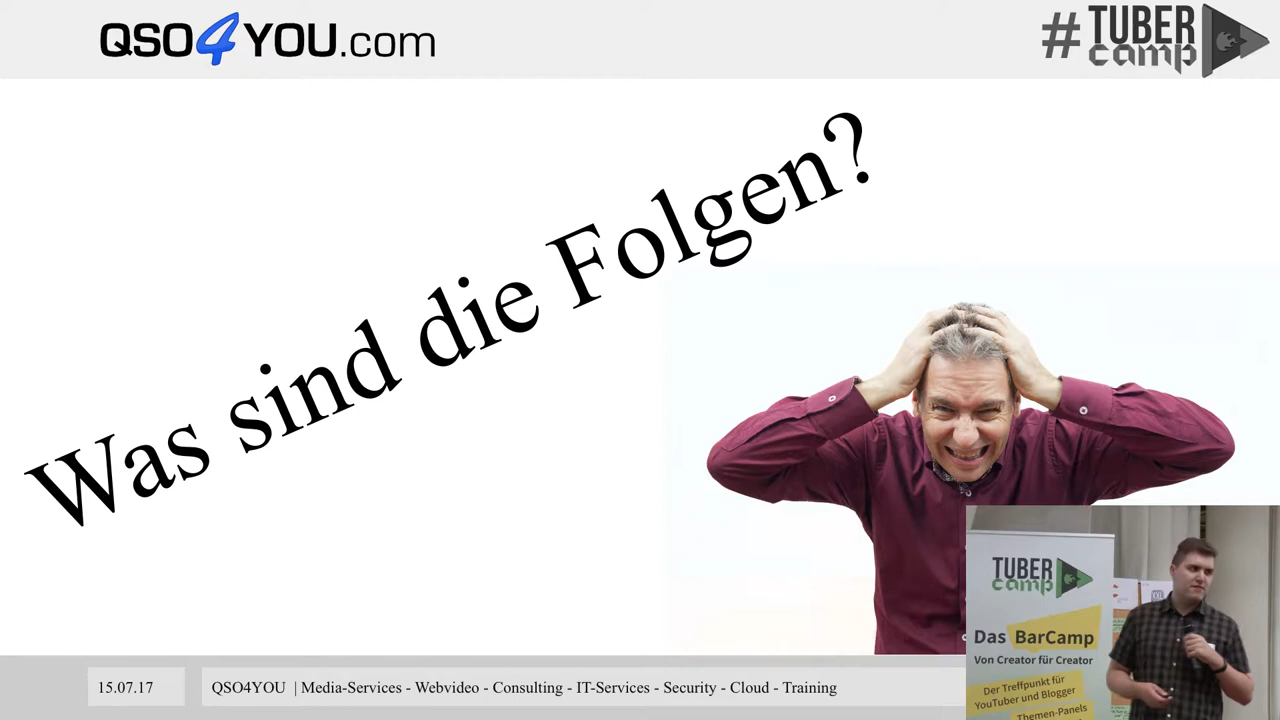 QSO4YOU.com
#TUBER
camp
Was sind die Folgen?
TUBER
camp
Das BarCamp
Von Creator für Creator
Der Treffpunkt für
YouTuber und Blogger
Themen-Panels
15.07.17
QSO4YOU | Media-Services - Webvideo - Consulting - IT-Services - Security - Cloud - Training